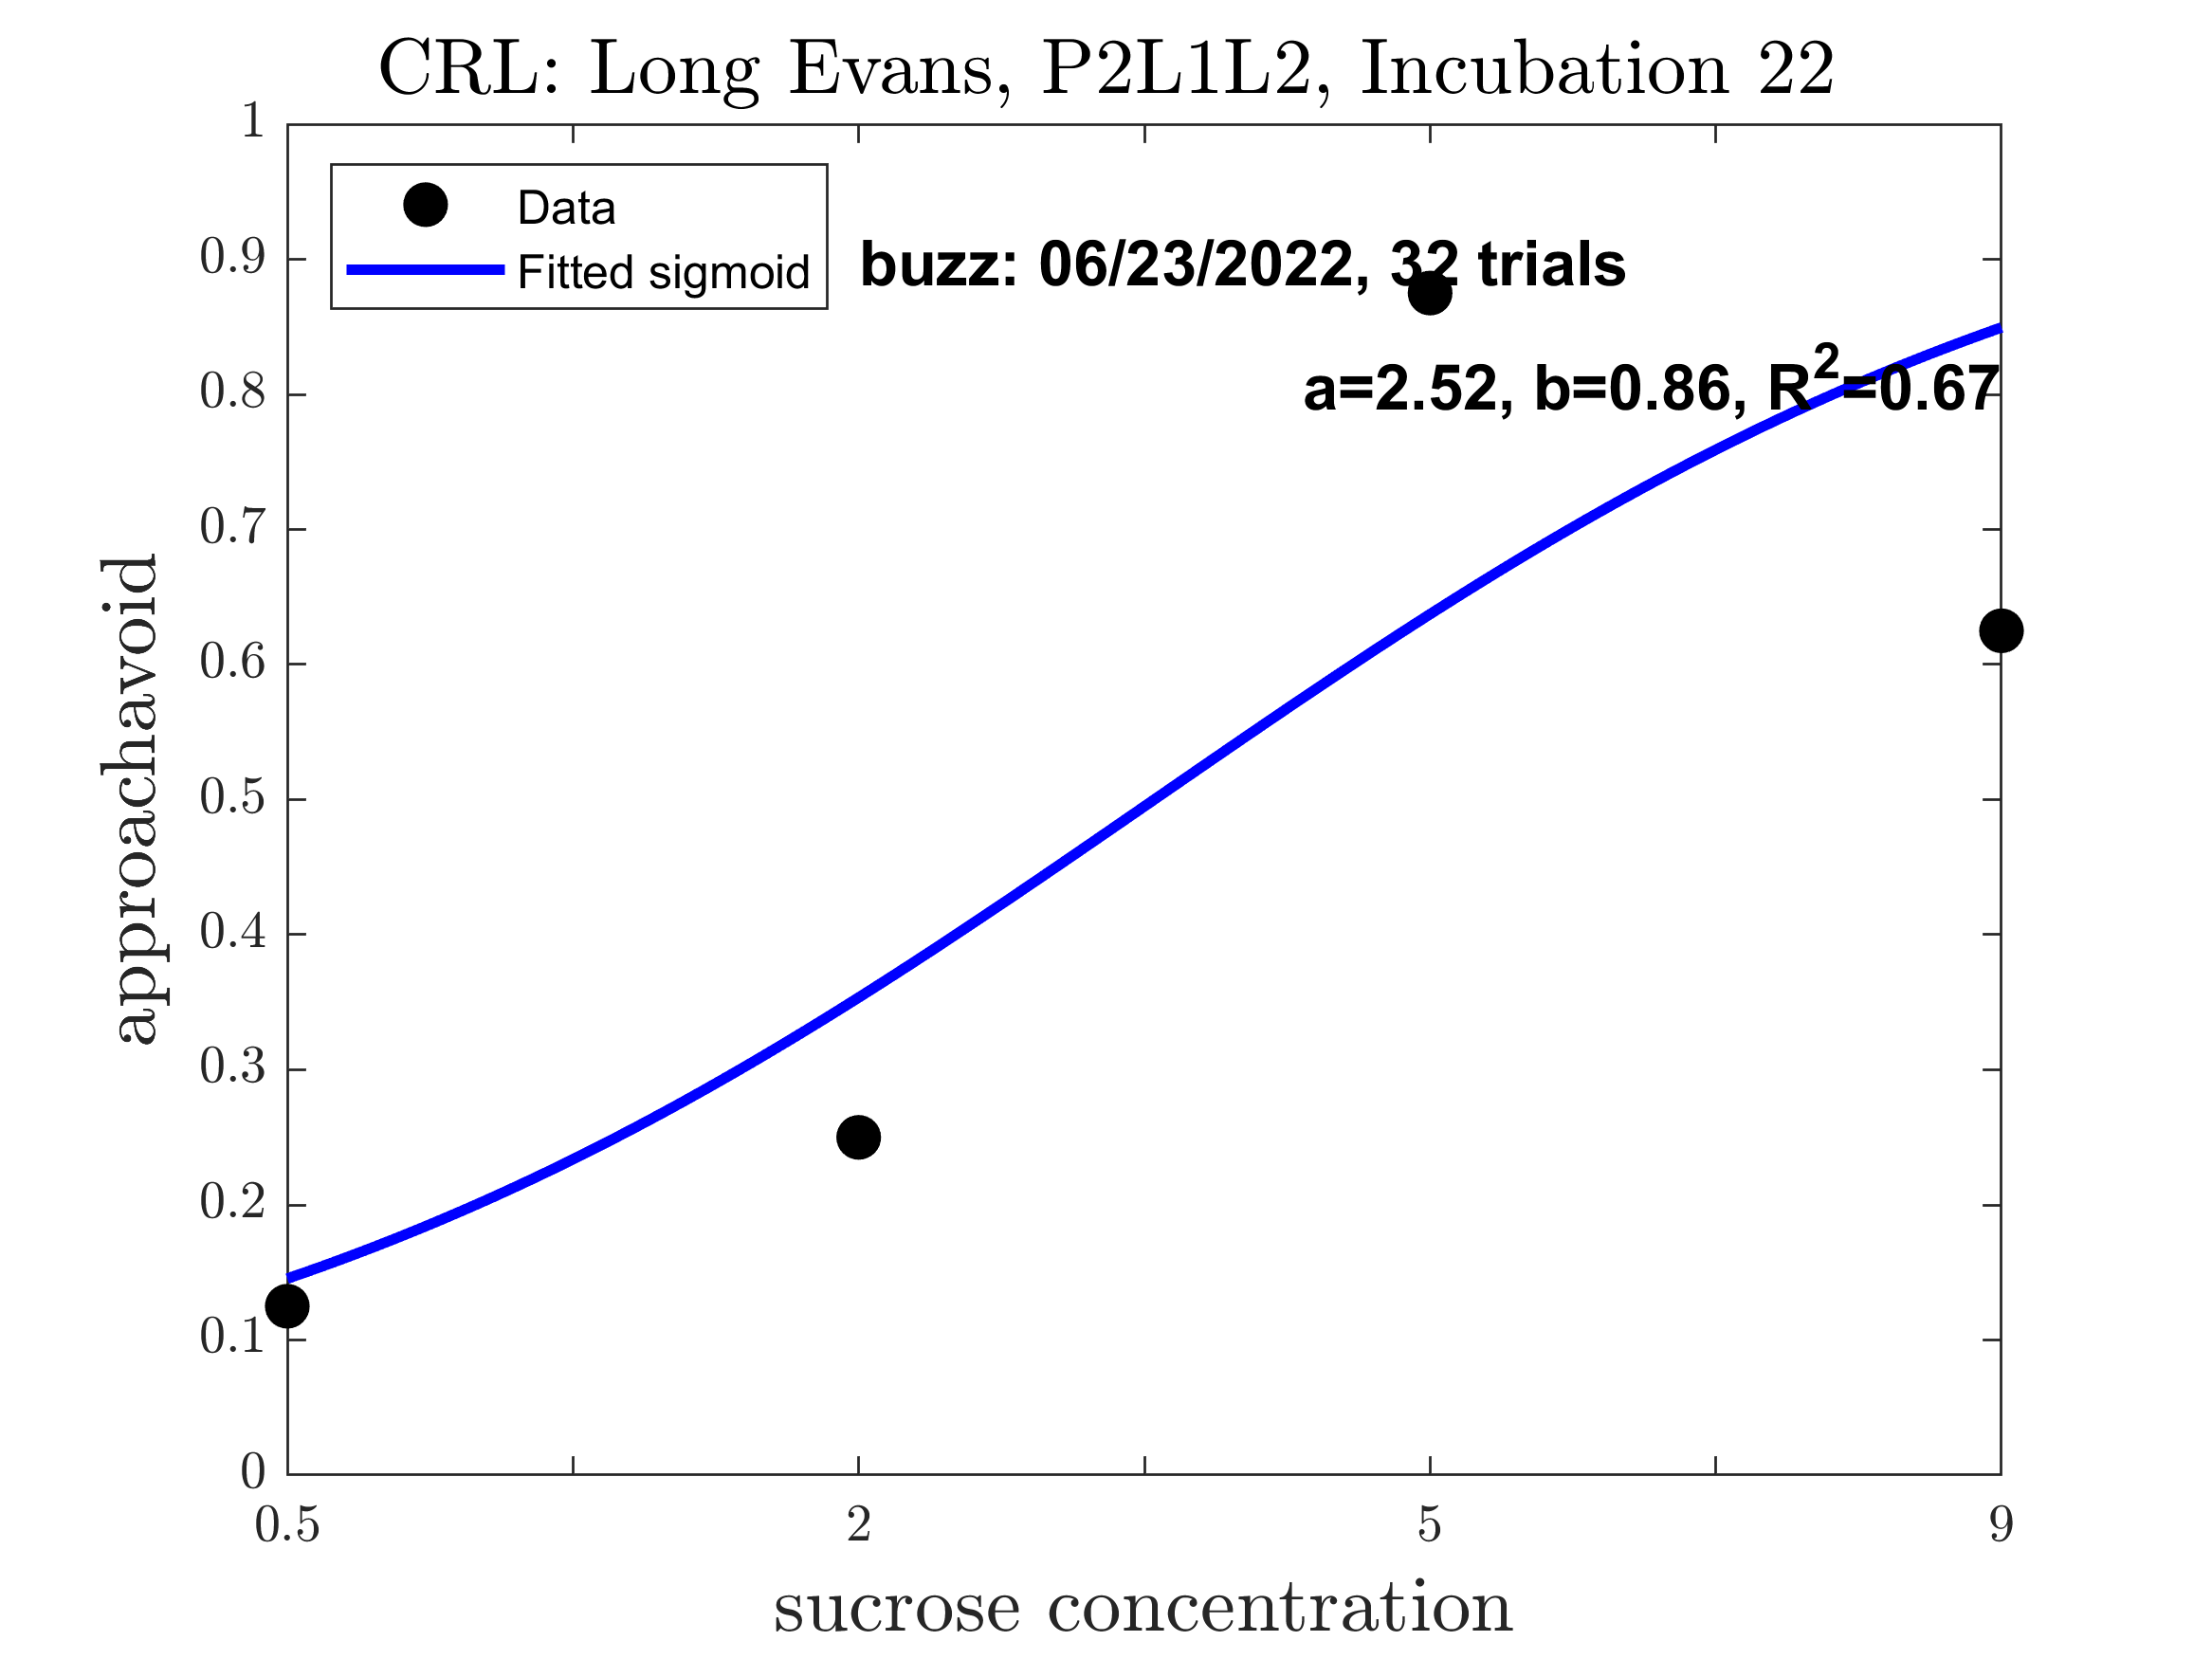 CRL: Long Evans, P2L1L2, Incubation 22
1
0.9
0.8
0.7
0.6
0.5
0.4
0.3
0.2
0.1
0
approachavoid
Data
Fitted sigmoid
buzz: 06/23/2022, 32 trials
a=2.52, b=0.86, R²=0.67
0.5 2 5 9
sucrose concentration